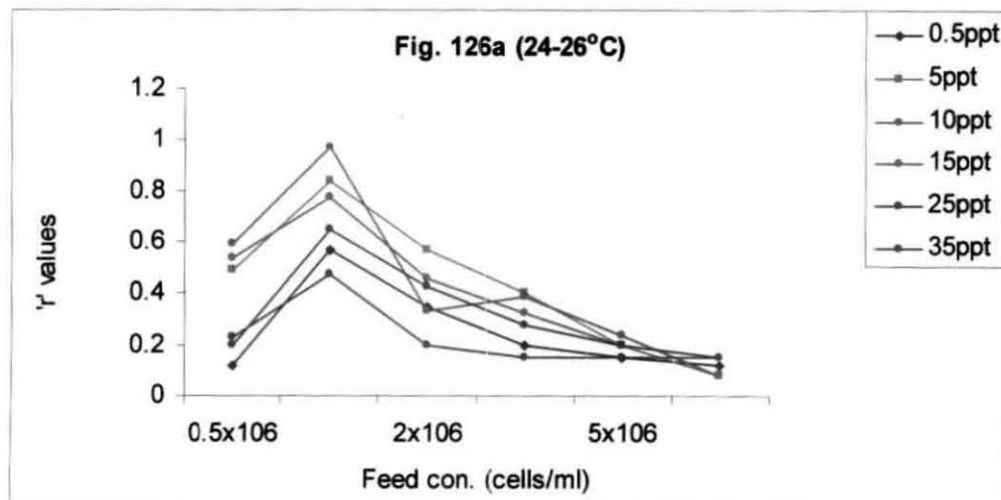 Fig. 126a (24-26°C)
1.2
1
0.8
0.6
0.4
0.2
0
'r' values
0.5x106
2x106
5x106
Feed con. (cells/ml)
0.5ppt
5ppt
10ppt
15ppt
25ppt
35ppt